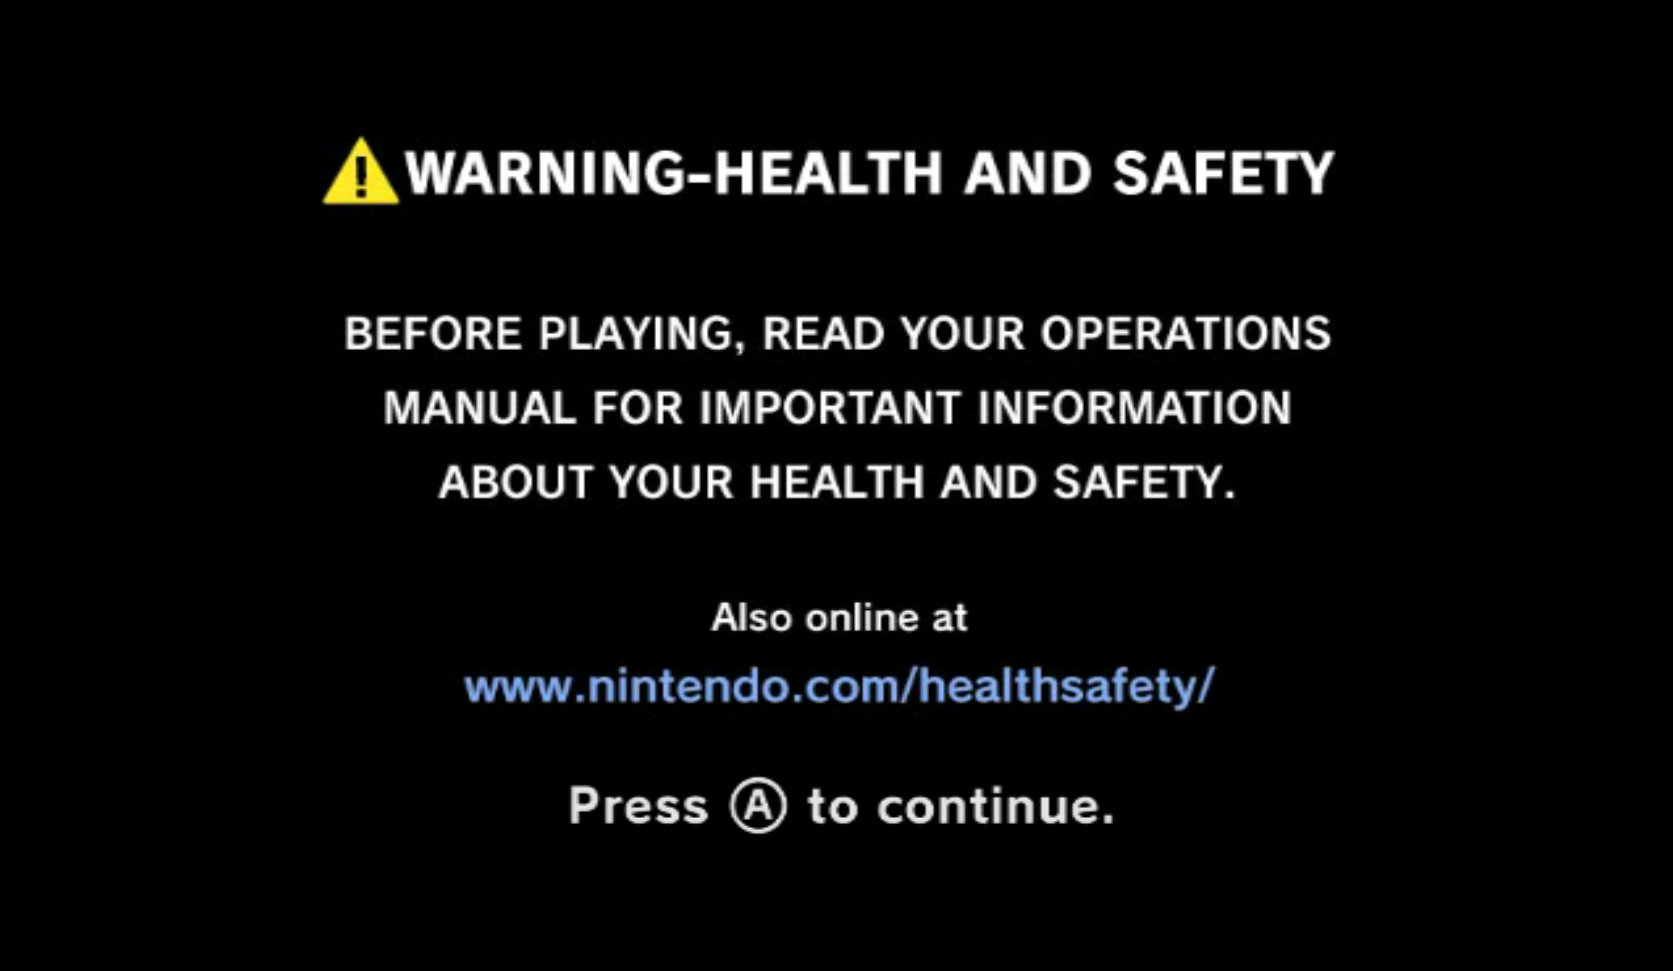 WARNING-HEALTH AND SAFETY
BEFORE PLAYING, READ YOUR OPERATIONS
MANUAL FOR IMPORTANT INFORMATION
ABOUT YOUR HEALTH AND SAFETY.
Also online at
www.nintendo.com/healthsafety/
Press Ⓐ to continue.